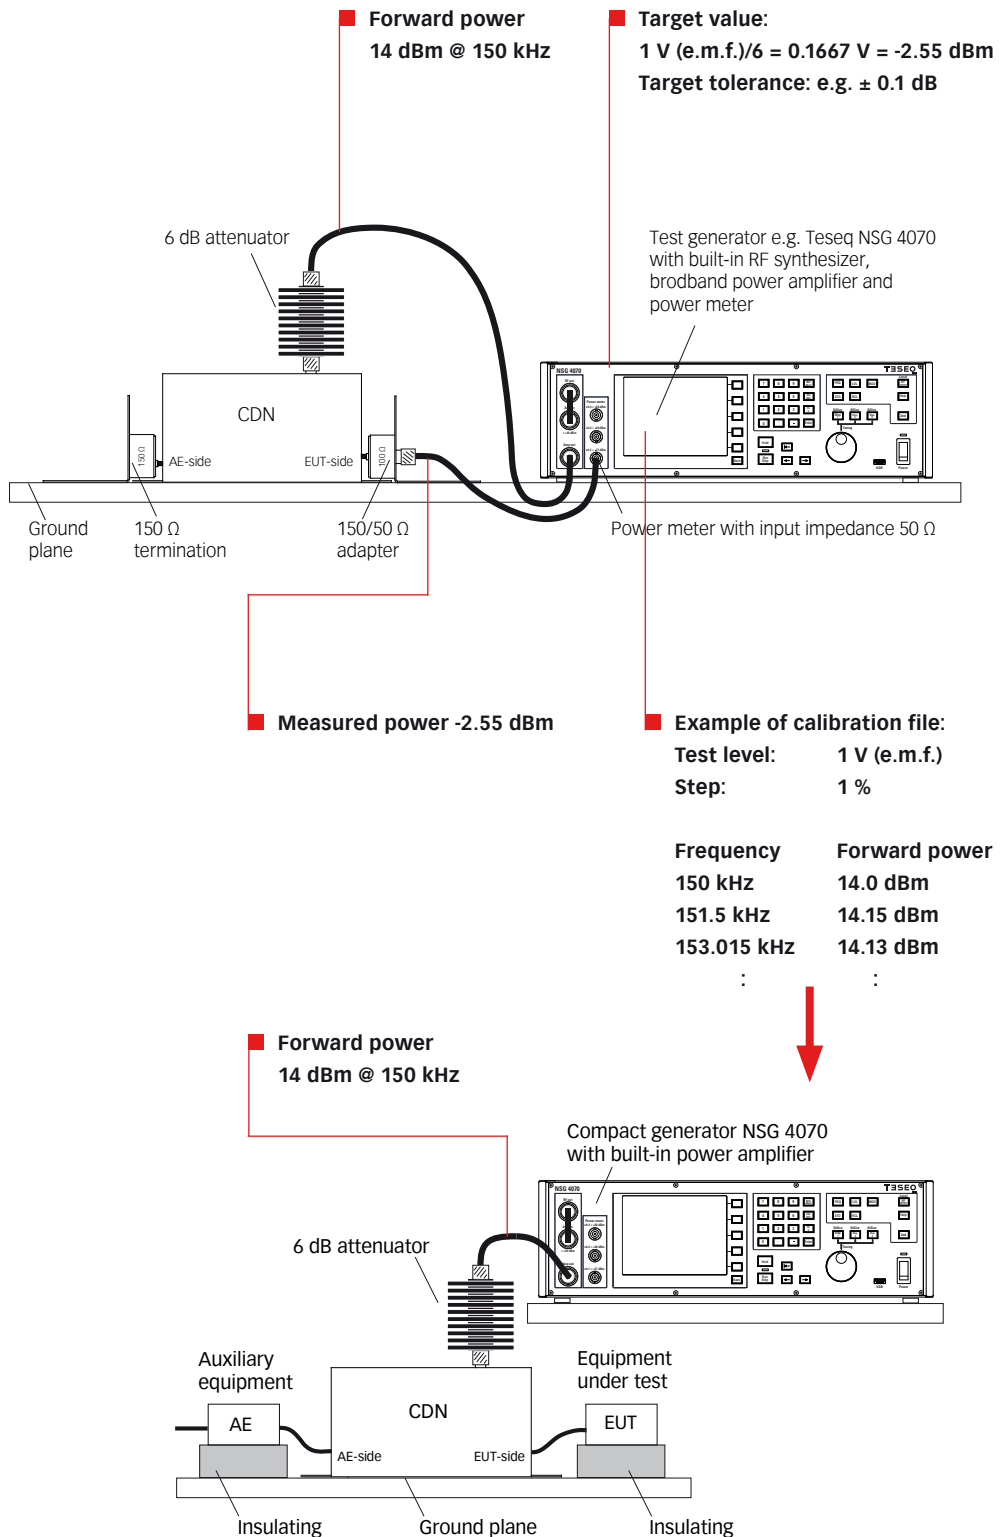 Forward power
14 dBm @ 150 kHz
Target value:
1 V (e.m.f.)/6 = 0.1667 V = -2.55 dBm
Target tolerance: e.g. ± 0.1 dB
6 dB attenuator
Test generator e.g. Teseq NSG 4070
with built-in RF synthesizer,
brodband power amplifier and
power meter
NSG 4070
TESEQ
CDN
150 Ω
AE-side
EUT-side
100 Ω
Ground
plane
150 Ω
termination
150/50 Ω
adapter
Power meter with input impedance 50 Ω
Measured power -2.55 dBm
Example of calibration file:
Test level: 1 V (e.m.f.)
Step: 1 %
Frequency Forward power
150 kHz 14.0 dBm
151.5 kHz 14.15 dBm
153.015 kHz 14.13 dBm
: :
Forward power
14 dBm @ 150 kHz
Compact generator NSG 4070
with built-in power amplifier
NSG 4070
TESEQ
6 dB attenuator
Auxiliary
equipment
Equipment
under test
AE
CDN
EUT
AE-side
EUT-side
Insulating
Ground plane
Insulating